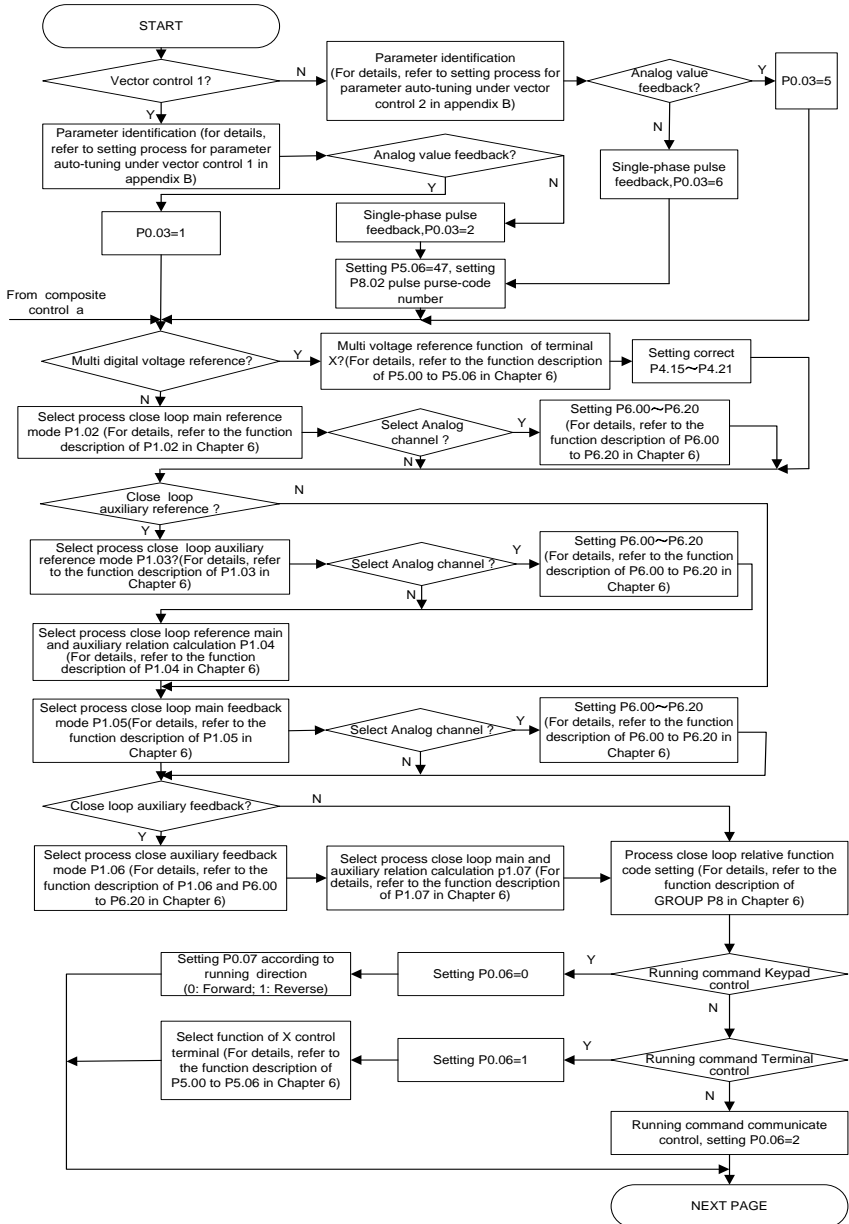 START
Vector control 1?
N
Parameter identification
(For details, refer to setting process for
parameter auto-tuning under vector
control 2 in appendix B)
Analog value
feedback?
Y
P0.03=5
Y
Parameter identification (for details,
refer to setting process for parameter
auto-tuning under vector control 1 in
appendix B)
Analog value feedback?
N
Single-phase pulse
feedback,P0.03=6
Y
N
P0.03=1
Single-phase pulse
feedback,P0.03=2
Setting P5.06=47, setting
P8.02 pulse purse-code
number
From composite
control a
Multi digital voltage reference?
Y
Multi voltage reference function of terminal
X?(For details, refer to the function description
of P5.00 to P5.06 in Chapter 6)
Setting correct
P4.15～P4.21
N
Select process close loop main reference
mode P1.02 (For details, refer to the function
description of P1.02 in Chapter 6)
Select Analog
channel ?
Y
Setting P6.00～P6.20
(For details, refer to the
function description of P6.00
to P6.20 in Chapter 6)
N
Close loop
auxiliary reference ?
N
Y
Select process close loop auxiliary
reference mode P1.03?(For details, refer
to the function description of P1.03 in
Chapter 6)
Select Analog channel ?
Y
Setting P6.00～P6.20
(For details, refer to the function
description of P6.00 to P6.20 in
Chapter 6)
N
Select process close loop reference main
and auxiliary relation calculation P1.04
(For details, refer to the function
description of P1.04 in Chapter 6)
Select process close loop main feedback
mode P1.05(For details, refer to the
function description of P1.05 in
Chapter 6)
Select Analog channel ?
Y
Setting P6.00～P6.20
(For details, refer to the function
description of P6.00 to P6.20 in
Chapter 6)
N
Close loop auxiliary feedback?
N
Y
Select process close auxiliary feedback
mode P1.06 (For details, refer to the
function description of P1.06 and P6.00
to P6.20 in Chapter 6)
Select process close loop main and
auxiliary relation calculation p1.07 (For
details, refer to the function description
of P1.07 in Chapter 6)
Process close loop relative function
code setting (For details, refer to the
function description of
GROUP P8 in Chapter 6)
Setting P0.07 according to
running direction
(0: Forward; 1: Reverse)
Setting P0.06=0
Y
Running command Keypad
control
N
Select function of X control
terminal (For details, refer to
the function description of
P5.00 to P5.06 in Chapter 6)
Setting P0.06=1
Y
Running command Terminal
control
N
Running command communicate
control, setting P0.06=2
NEXT PAGE